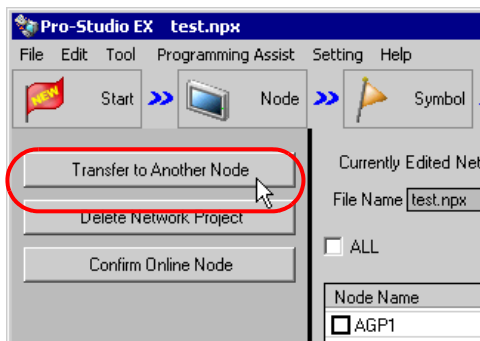 Pro-Studio EX test.npx
File Edit Tool Programming Assist Setting Help
NEW Start Node Symbol
Transfer to Another Node
Delete Network Project
Confirm Online Node
Currently Edited Net
File Name test.npx
ALL
Node Name
AGP1